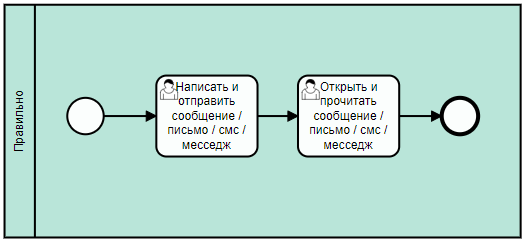 Правильно
Написать и
отправить
сообщение /
письмо / смс /
месседж
Открыть и
прочитать
сообщение /
письмо / смс /
месседж